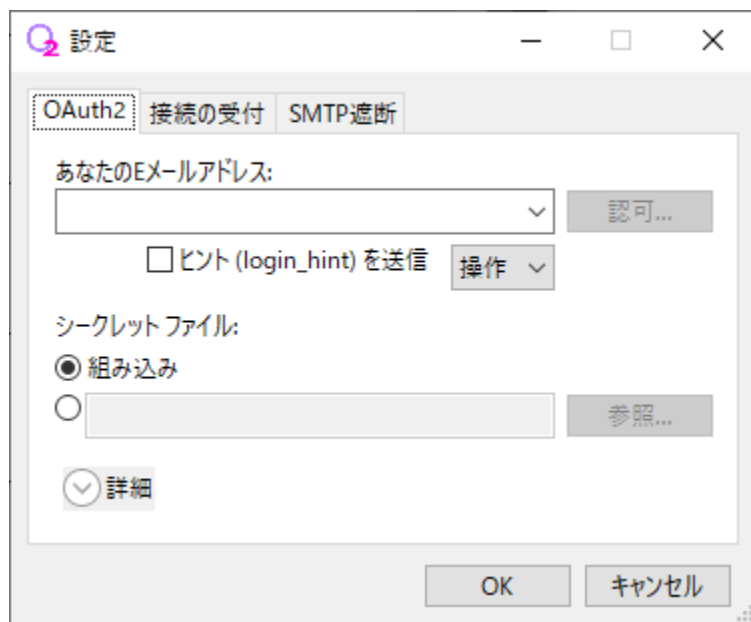 設定
OAuth2 接続の受付 SMTP遮断
あなたのEメールアドレス:
認可...
ヒント (login_hint) を送信 操作
シークレット ファイル:
組み込み
参照...
詳細
OK キャンセル